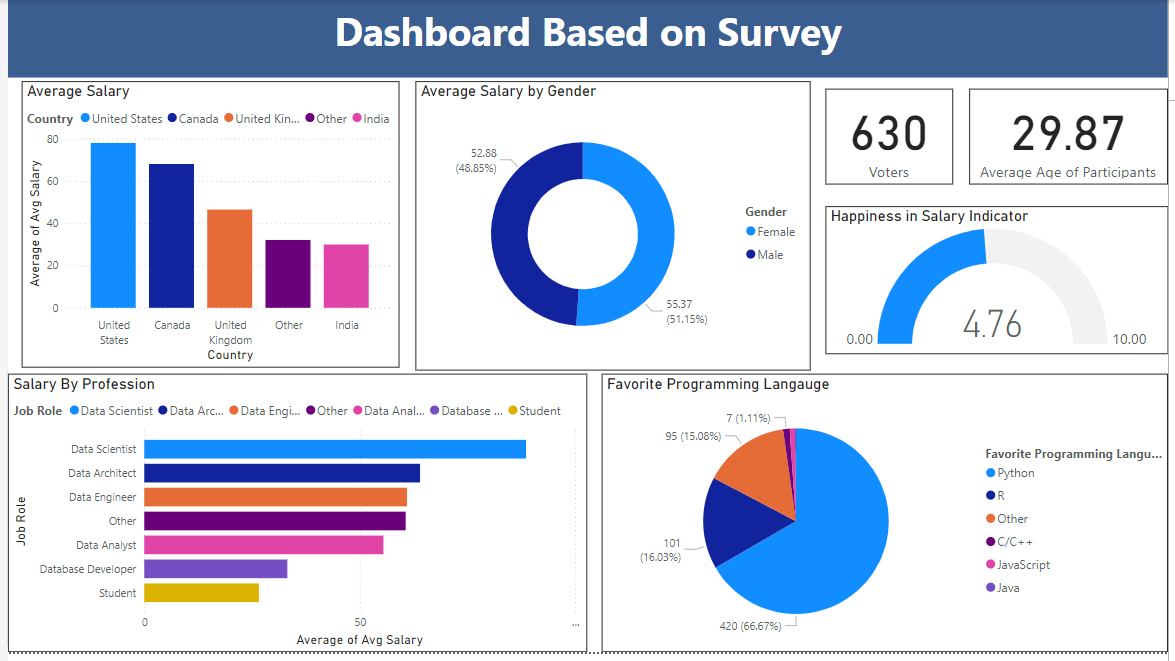 Dashboard Based on Survey
Average Salary
Country United States Canada United Kin... Other India
Average of Avg Salary
80
60
40
20
0
United States
Canada
United Kingdom
Other
India
Country
Average Salary by Gender
52.88
(48.85%)
55.37
(51.15%)
Gender
Female
Male
630
Voters
29.87
Average Age of Participants
Happiness in Salary Indicator
0.00
4.76
10.00
Salary By Profession
Job Role Data Scientist Data Arc... Data Engi... Other Data Anal... Database ... Student
Job Role
Data Scientist
Data Architect
Data Engineer
Other
Data Analyst
Database Developer
Student
0
50
...
Average of Avg Salary
Favorite Programming Langauge
7 (1.11%)
95 (15.08%)
101
(16.03%)
420 (66.67%)
Favorite Programming Langu...
Python
R
Other
C/C++
JavaScript
Java